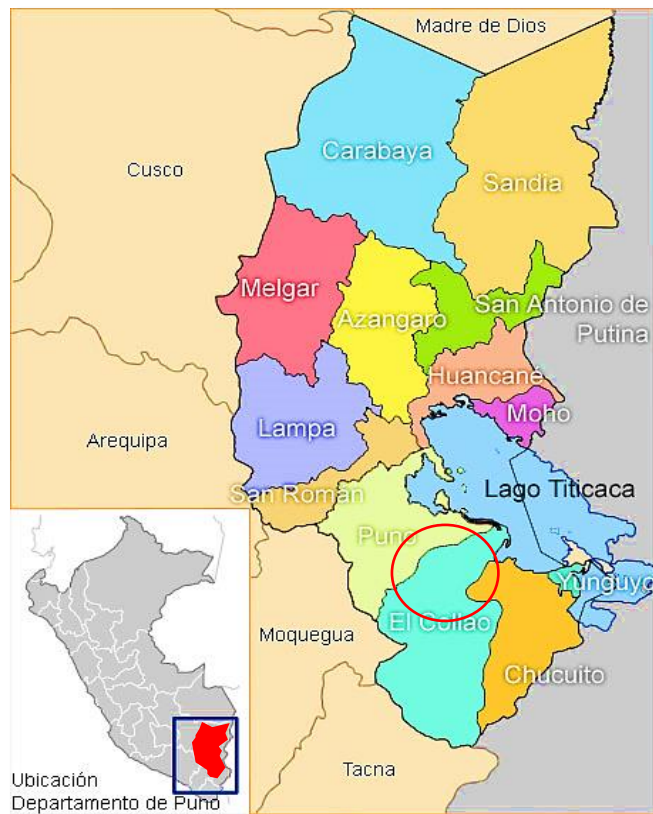 Madre de Dios
Carabaya
Cusco
Sandia
Melgar
San Antonio de
Putina
Azangaro
Huancané
Moho
Lampa
Arequipa
San Román
Lago Titicaca
Puno
Yunguyo
El Collao
Moquegua
Chucuito
Tacna
Ubicación
Departamento de Puno